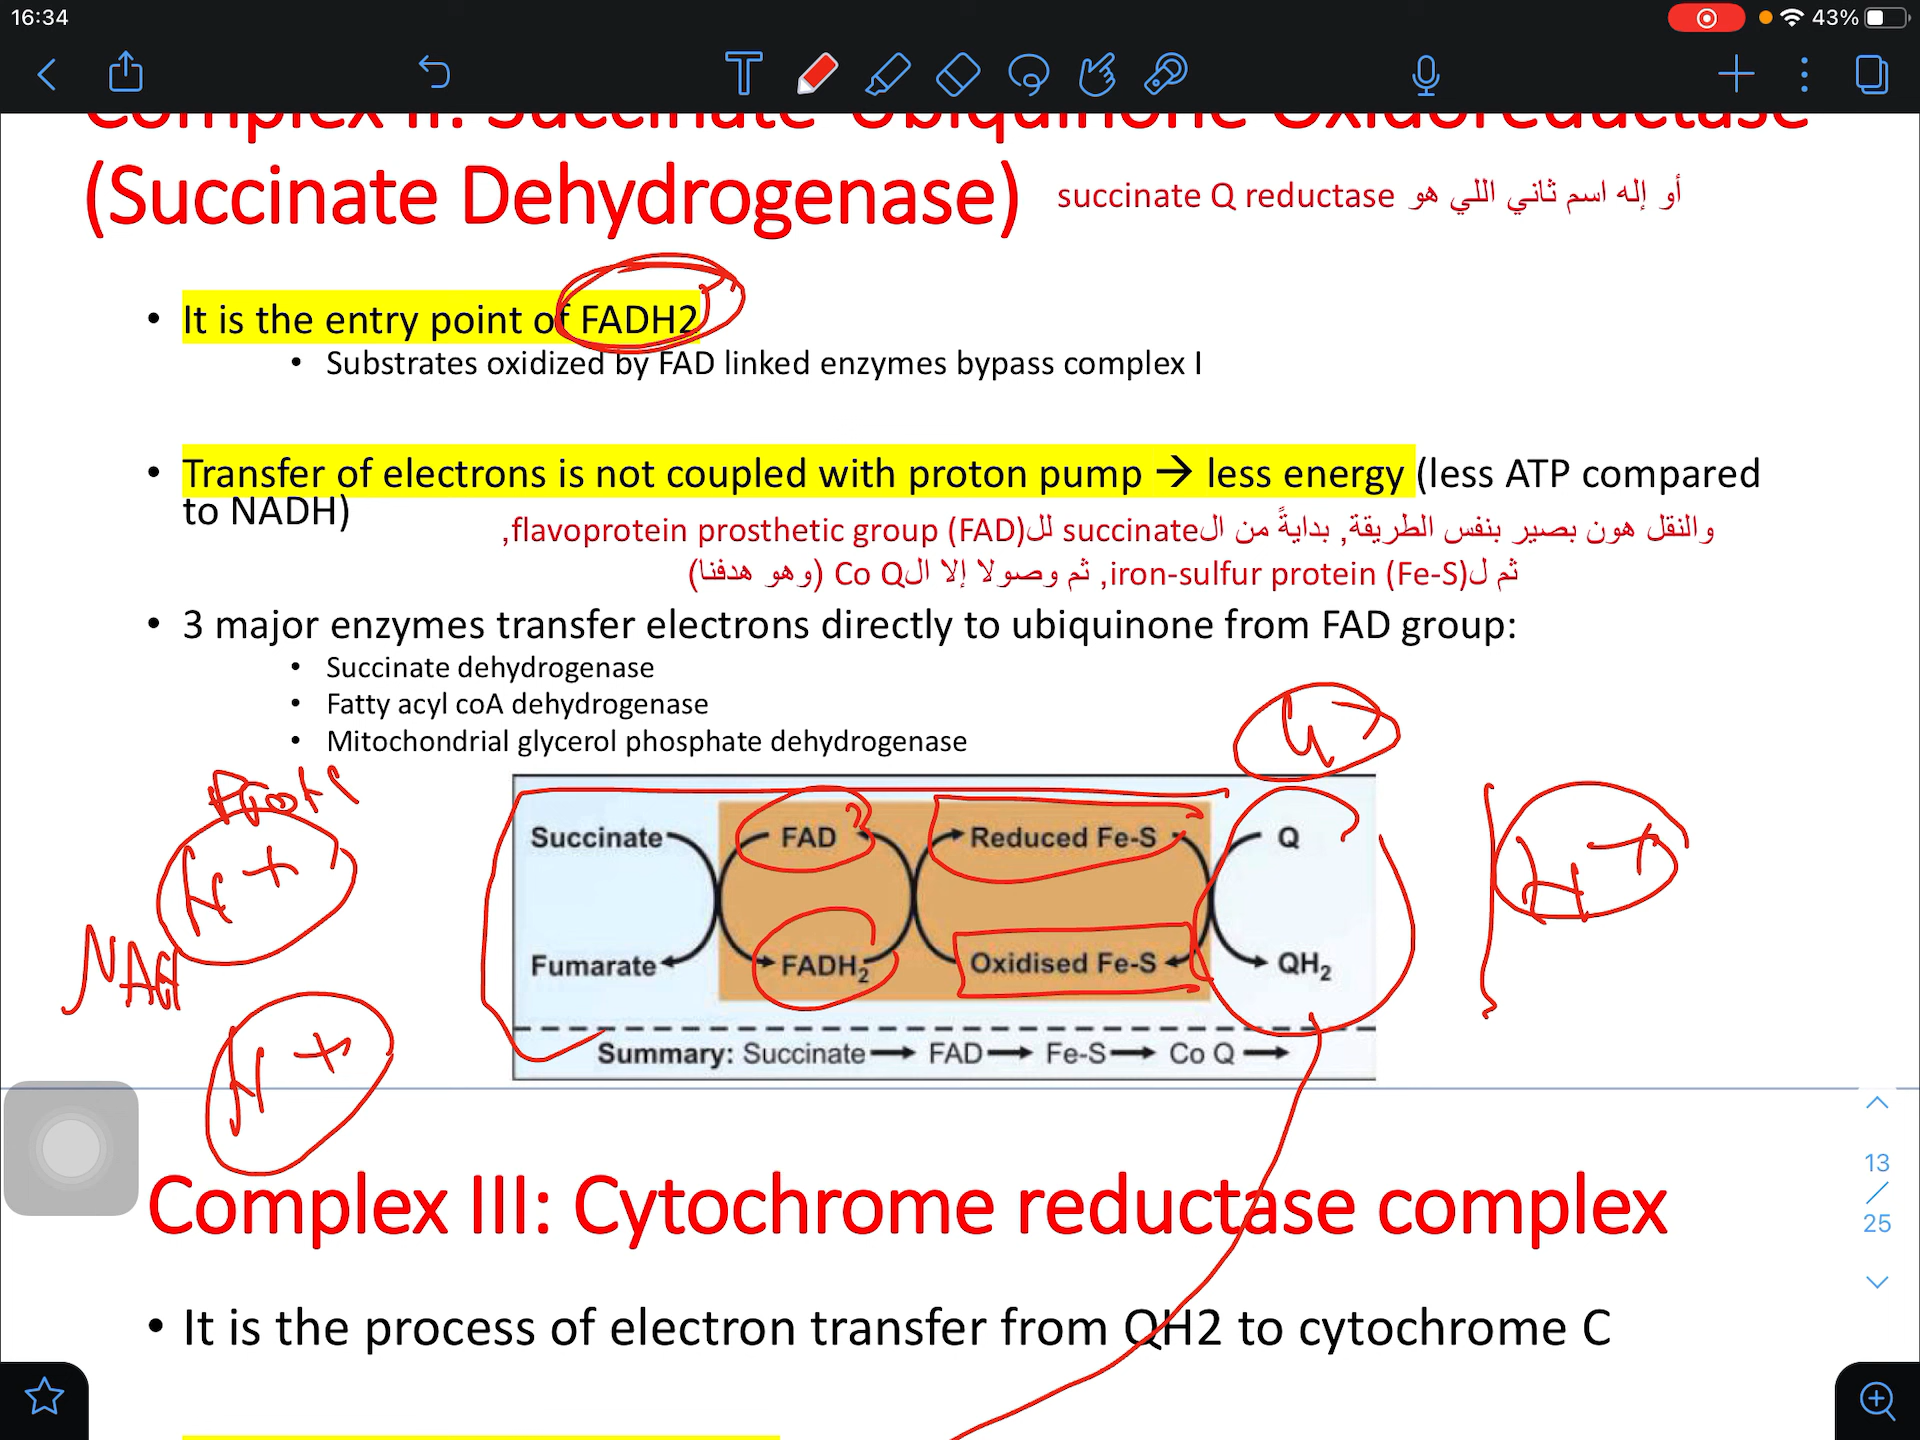 16:34
43%
Complex II: Succinate-Ubiquinone Oxidoreductase
(Succinate Dehydrogenase)
أو إله اسم ثاني اللي هو succinate Q reductase
• It is the entry point of FADH2
• Substrates oxidized by FAD linked enzymes bypass complex I
• Transfer of electrons is not coupled with proton pump → less energy (less ATP compared
to NADH)
والنقل هون بصير بنفس الطريقة, بدايةً من الsuccinate لل(FAD) flavoprotein prosthetic group,
ثم ل(Fe-S) iron-sulfur protein, ثم وصولا إلا الCo Q (وهو هدفنا)
• 3 major enzymes transfer electrons directly to ubiquinone from FAD group:
• Succinate dehydrogenase
• Fatty acyl coA dehydrogenase
• Mitochondrial glycerol phosphate dehydrogenase
H+
H+
H+
Succinate FAD Reduced Fe-S Q
Fumarate FADH2 Oxidised Fe-S QH2
Summary: Succinate → FAD → Fe-S → Co Q →
13
/
25
Complex III: Cytochrome reductase complex
• It is the process of electron transfer from QH2 to cytochrome C